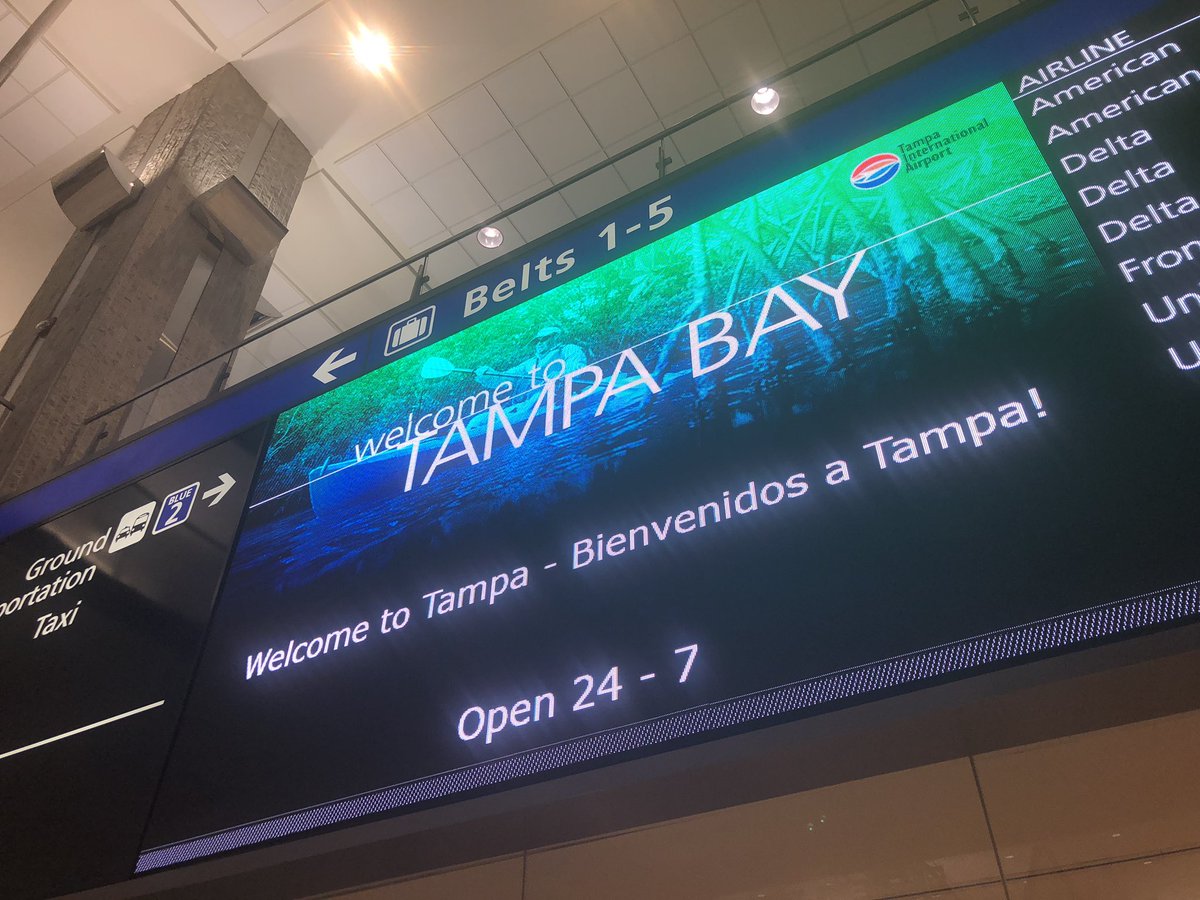 Belts 1-5
Tampa
International
Airport
welcome to
TAMPA BAY
Welcome to Tampa - Bienvenidos a Tampa!
Open 24 - 7
BLUE
2
Ground
Taxi
AIRLINE
American
American
Delta
Delta
Delta